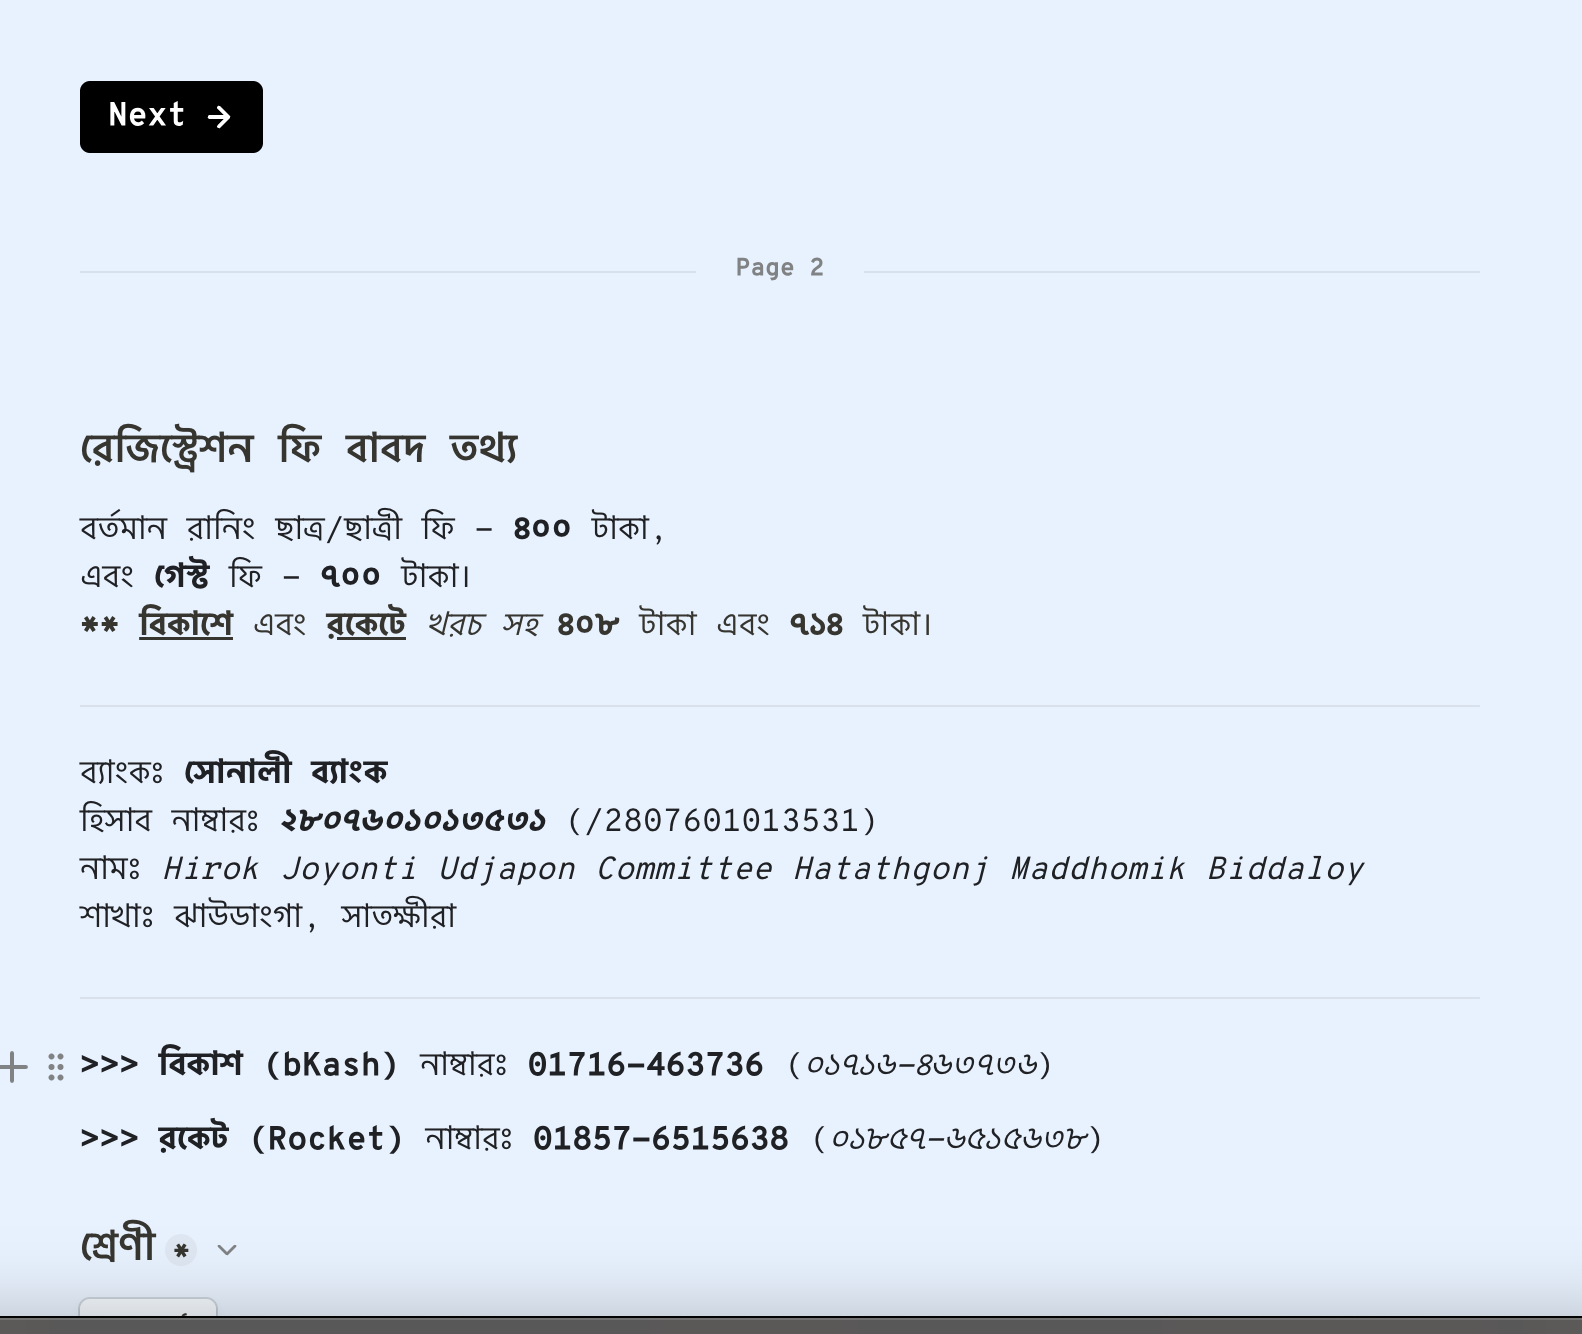 Next →
Page 2
রেজিস্ট্রেশন ফি বাবদ তথ্য
বর্তমান রানিং ছাত্র/ছাত্রী ফি – ৪০০ টাকা,
এবং গেস্ট ফি – ৭০০ টাকা।
** বিকাশে এবং রকেটে খরচ সহ ৪০৮ টাকা এবং ৭১৪ টাকা।
ব্যাংকঃ সোনালী ব্যাংক
হিসাব নাম্বারঃ ২৮০৭৬০১০১৩৫৩১ (/2807601013531)
নামঃ Hirok Joyonti Udjapon Committee Hatathgonj Maddhomik Biddaloy
শাখাঃ ঝাউডাংগা, সাতক্ষীরা
>>> বিকাশ (bKash) নাম্বারঃ 01716–463736 (০১৭১৬–৪৬৩৭৩৬)
>>> রকেট (Rocket) নাম্বারঃ 01857–6515638 (০১৮৫৭–৬৫১৫৬৩৮)
শ্রেণী *